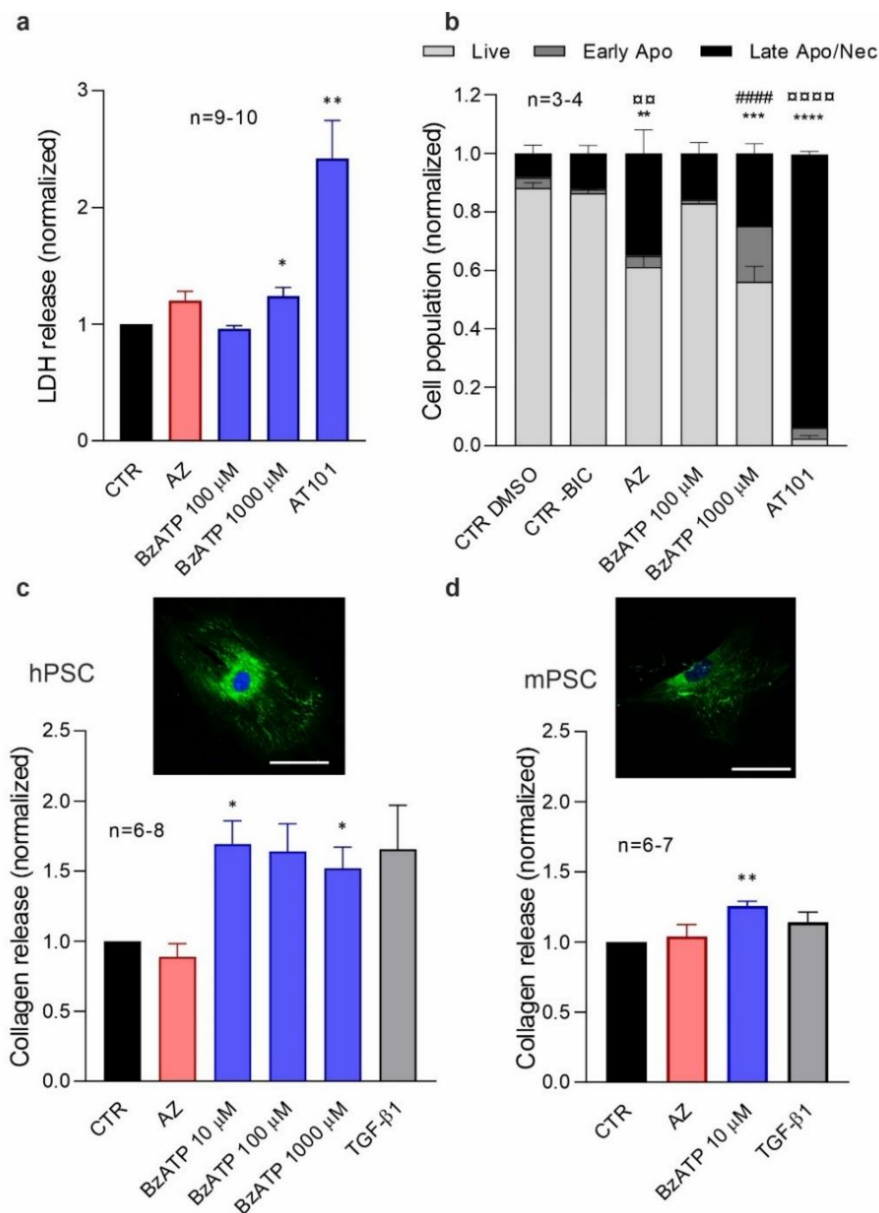 a
LDH release (normalized)
3
2
1
0
n=9-10
*
**
CTR
AZ
BzATP 100 μM
BzATP 1000 μM
AT101
b
Live Early Apo Late Apo/Nec
Cell population (normalized)
1.2
1.0
0.8
0.6
0.4
0.2
0.0
n=3-4
¤¤
**
####
***
¤¤¤¤
****
CTR DMSO
CTR -BIC
AZ
BzATP 100 μM
BzATP 1000 μM
AT101
c
hPSC
Collagen release (normalized)
2.5
2.0
1.5
1.0
0.5
0.0
n=6-8
*
*
CTR
AZ
BzATP 10 μM
BzATP 100 μM
BzATP 1000 μM
TGF-β1
d
mPSC
Collagen release (normalized)
2.5
2.0
1.5
1.0
0.5
0.0
n=6-7
**
CTR
AZ
BzATP 10 μM
TGF-β1